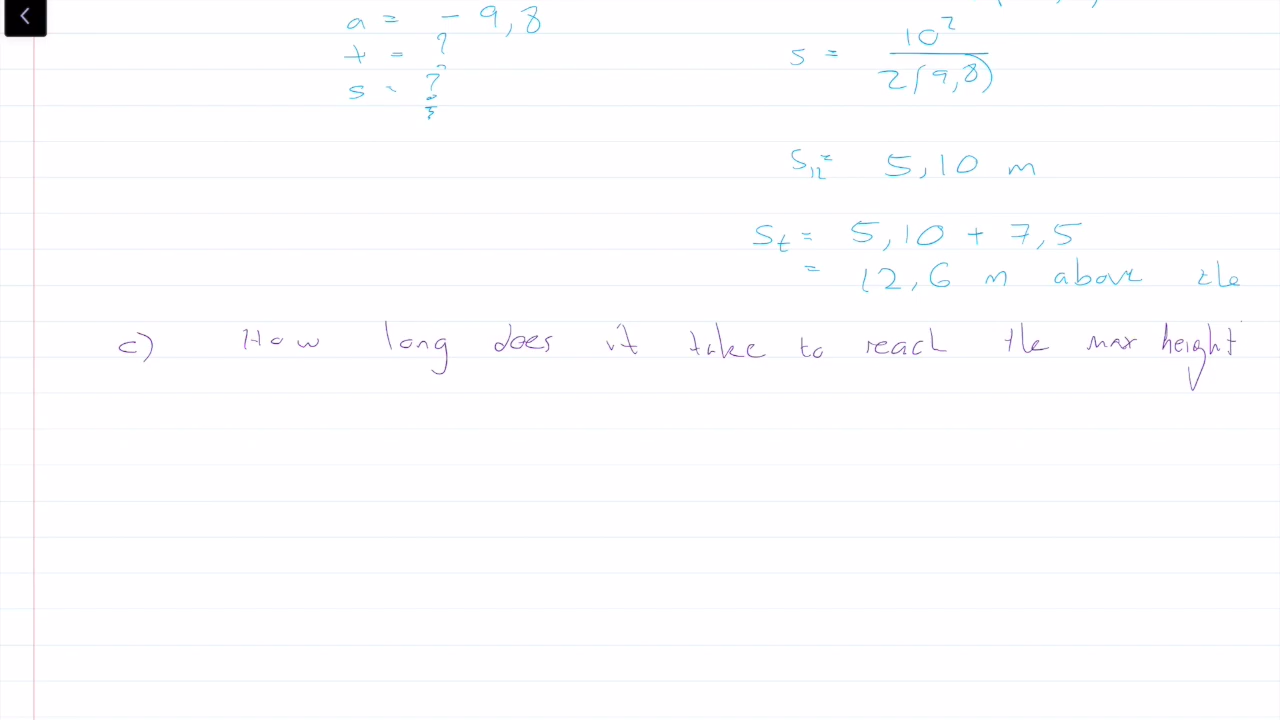 a = - 9,8
t = ?
s = ?
s = 10² / 2(9,8)
S₁₂ = 5,10 m
Sₜ = 5,10 + 7,5
= 12,6 m above the
c) How long does it take to reach the max height